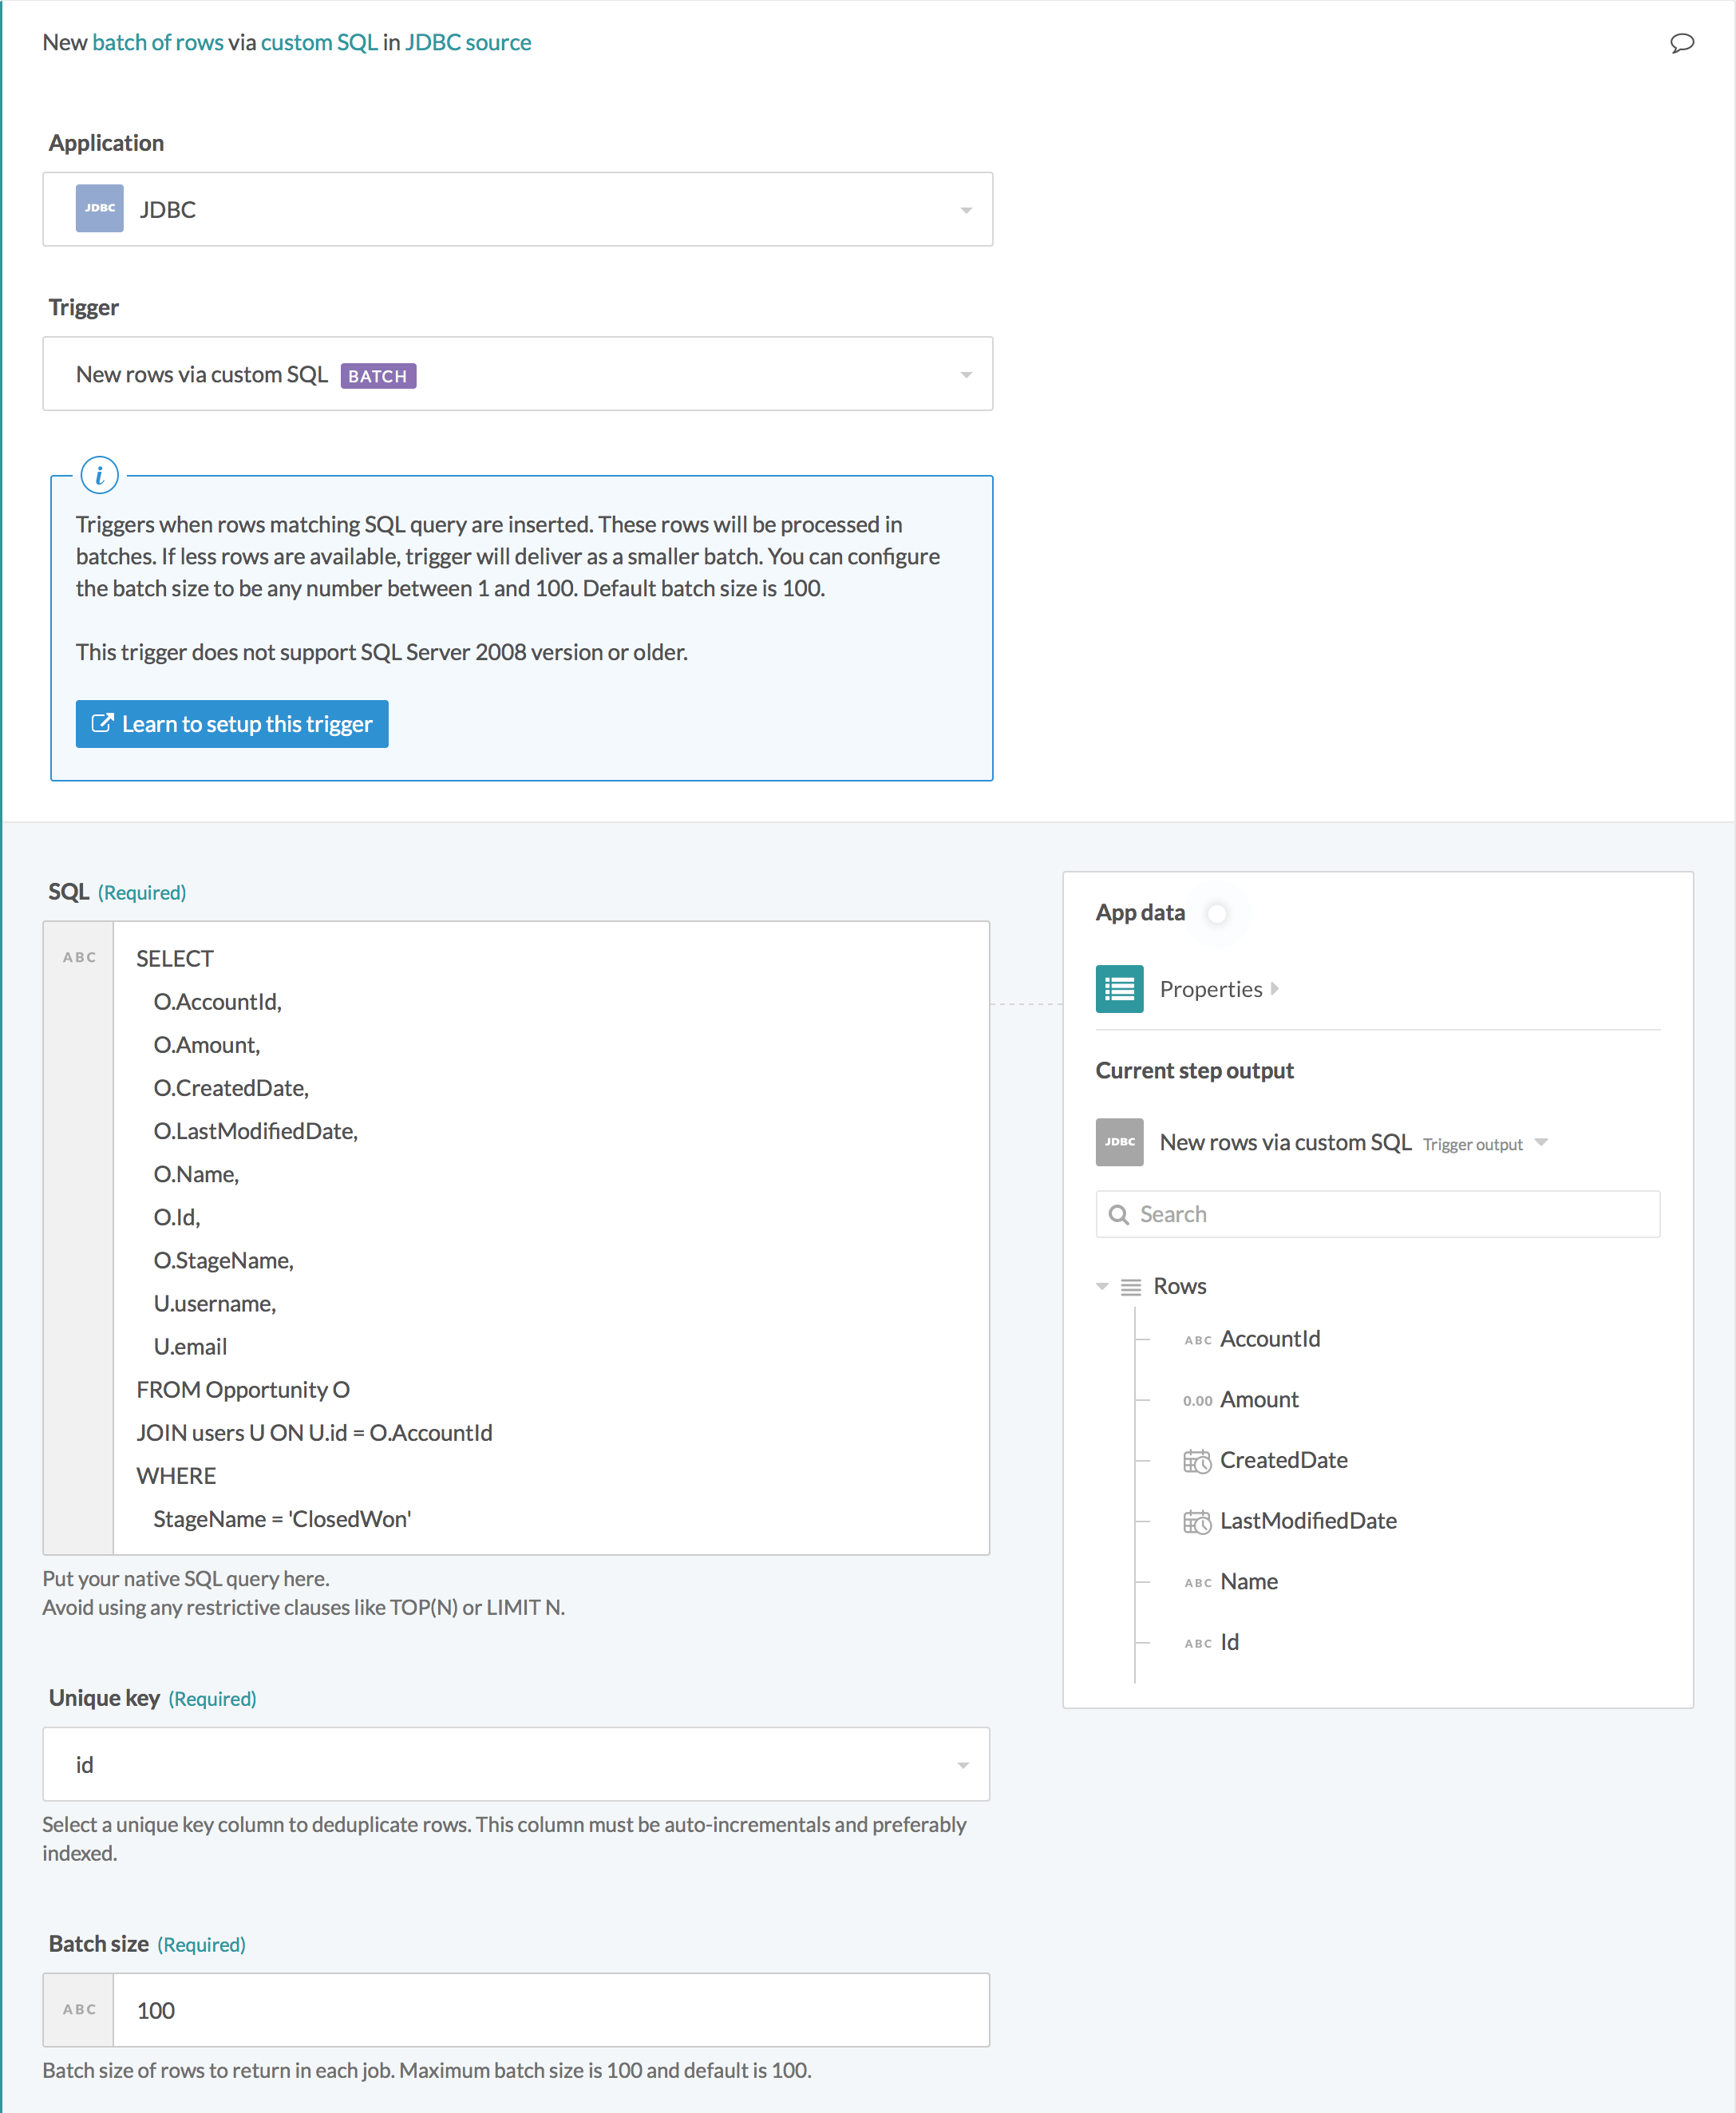 New batch of rows via custom SQL in JDBC source
Application
JDBC JDBC
Trigger
New rows via custom SQL BATCH
i
Triggers when rows matching SQL query are inserted. These rows will be processed in
batches. If less rows are available, trigger will deliver as a smaller batch. You can configure
the batch size to be any number between 1 and 100. Default batch size is 100.
This trigger does not support SQL Server 2008 version or older.
Learn to setup this trigger
SQL (Required)
ABC
SELECT
O.AccountId,
O.Amount,
O.CreatedDate,
O.LastModifiedDate,
O.Name,
O.Id,
O.StageName,
U.username,
U.email
FROM Opportunity O
JOIN users U ON U.id = O.AccountId
WHERE
StageName = 'ClosedWon'
Put your native SQL query here.
Avoid using any restrictive clauses like TOP(N) or LIMIT N.
Unique key (Required)
id
Select a unique key column to deduplicate rows. This column must be auto-incrementals and preferably
indexed.
Batch size (Required)
ABC 100
Batch size of rows to return in each job. Maximum batch size is 100 and default is 100.
App data
Properties
Current step output
JDBC New rows via custom SQL Trigger output
Search
Rows
ABC AccountId
0.00 Amount
CreatedDate
LastModifiedDate
ABC Name
ABC Id